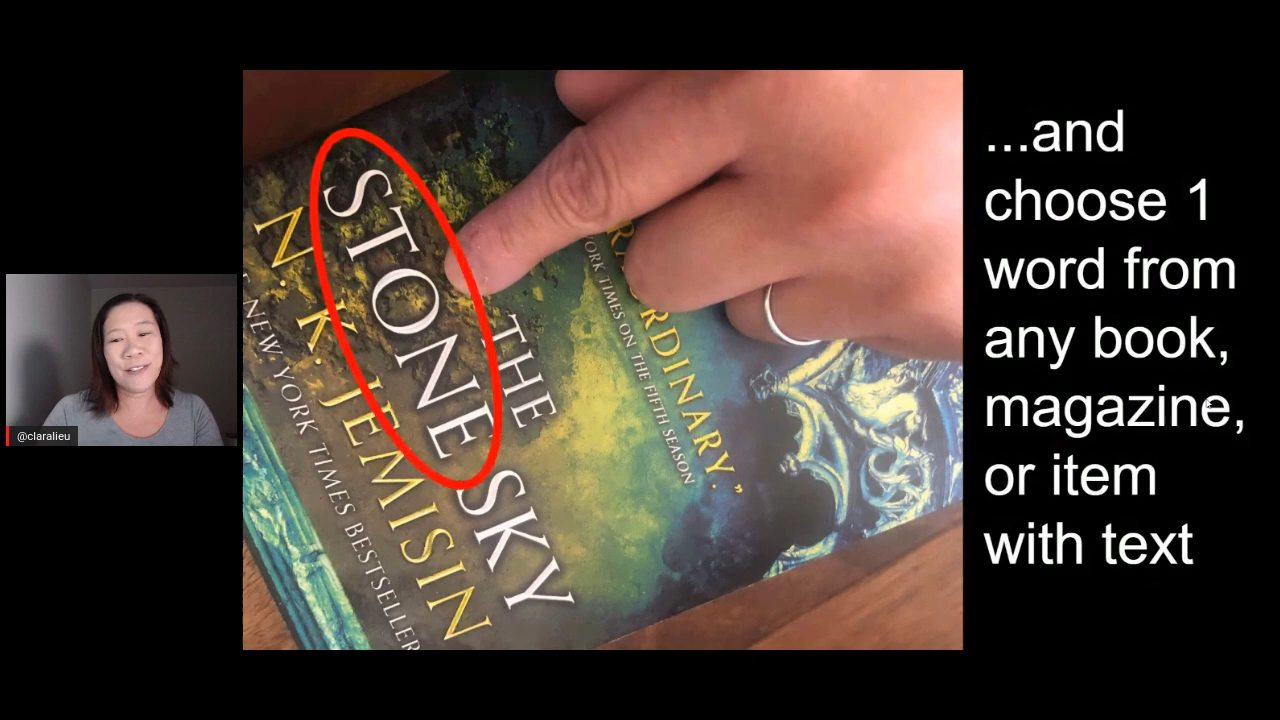 @claralieu
THE
STONE SKY
N. K. JEMISIN
NEW YORK TIMES BESTSELLER
RDINARY.”
YORK TIMES ON THE FIFTH SEASON
...and
choose 1
word from
any book,
magazine,
or item
with text